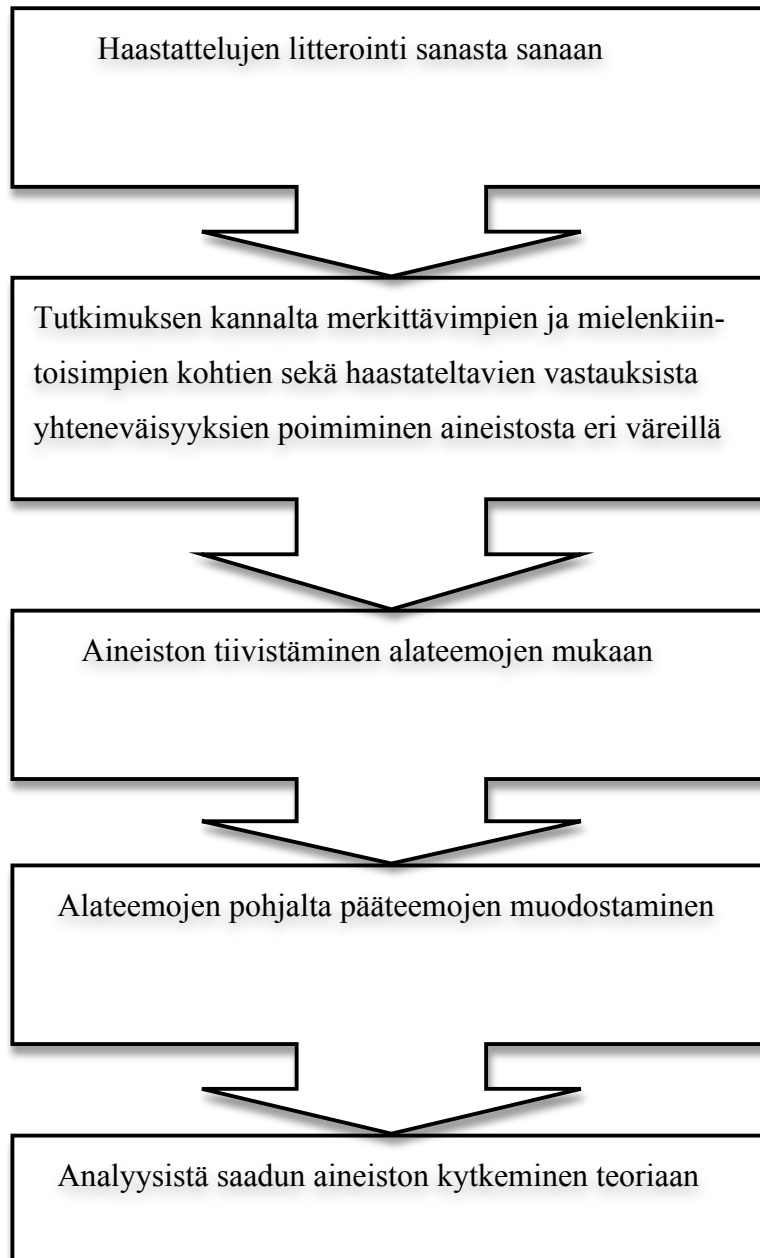 Haastattelujen litterointi sanasta sanaan
Tutkimuksen kannalta merkittävimpien ja mielenkiin-
toisimpien kohtien sekä haastateltavien vastauksista
yhteneväisyyksien poimiminen aineistosta eri väreillä
Aineiston tiivistäminen alateemojen mukaan
Alateemojen pohjalta pääteemojen muodostaminen
Analyysistä saadun aineiston kytkeminen teoriaan